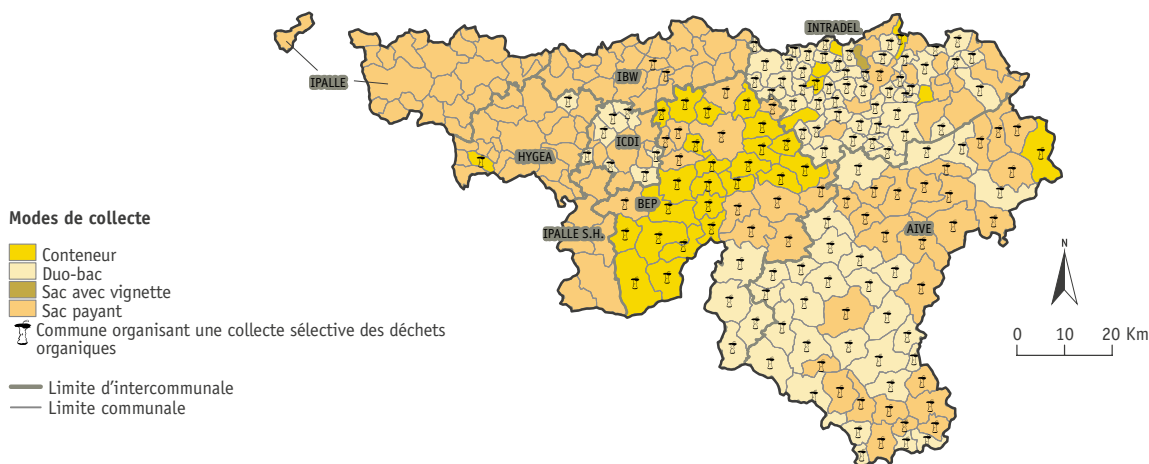 INTRADEL
IPALLE
IBW
ICDI
HYGEA
BEP
IPALLE S.H.
AIVE
Modes de collecte
Conteneur
Duo-bac
Sac avec vignette
Sac payant
Commune organisant une collecte sélective des déchets
organiques
Limite d'intercommunale
Limite communale
N
0 10 20 Km